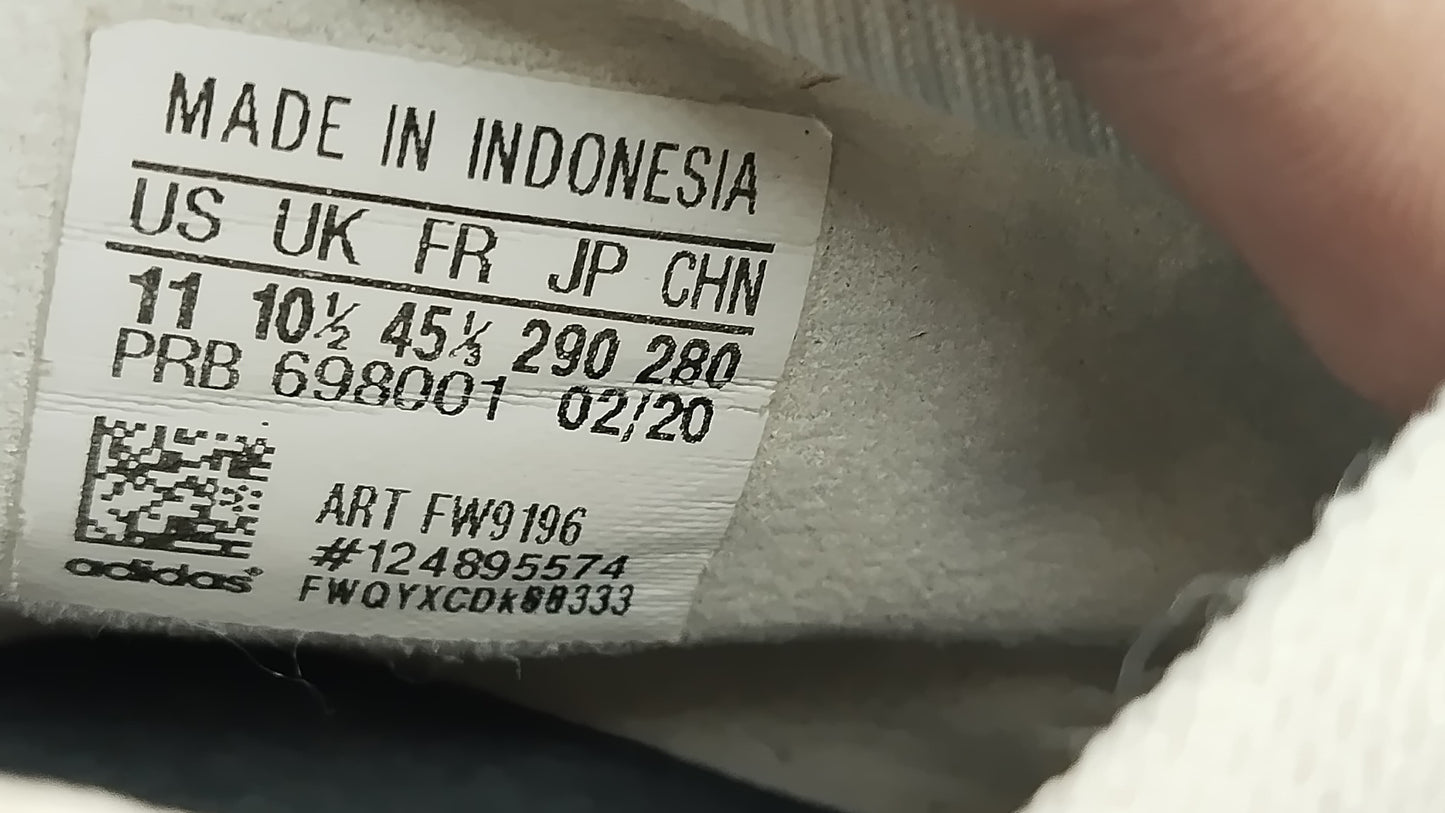 MADE IN INDONESIA
US UK FR JP CHN
11 10½ 45⅓ 290 280
PRB 698001 02/20
ART FW9196
#124895574
adidas